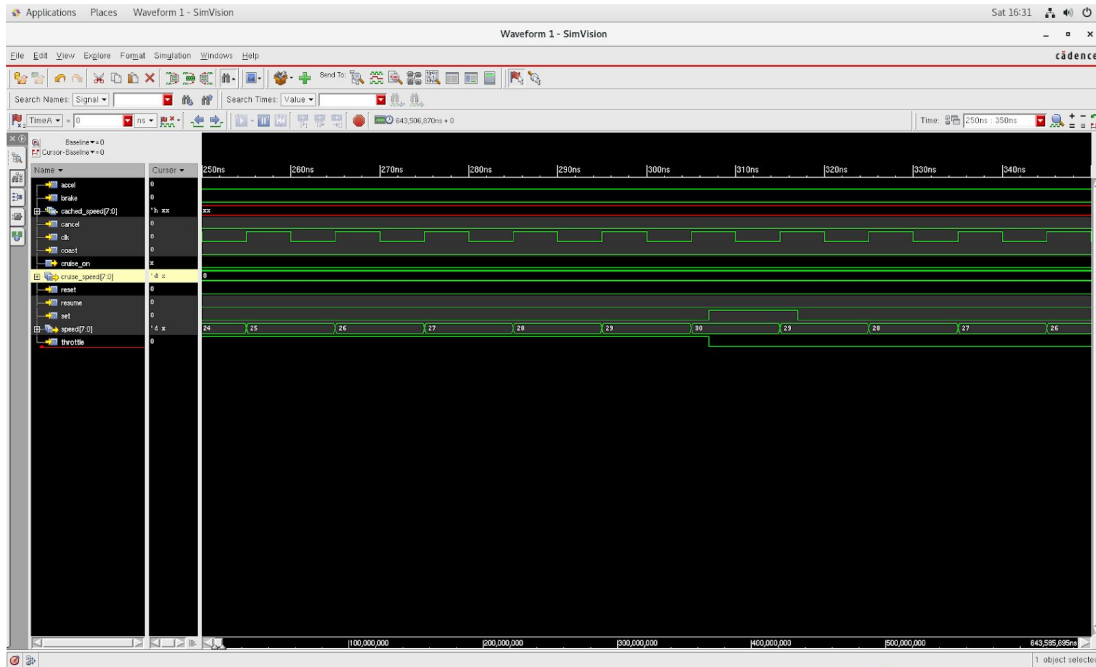 Applications Places Waveform 1 - SimVision Sat 16:31
Waveform 1 - SimVision
File Edit View Explore Format Simulation Windows Help cādence
Send To:
Search Names: Signal Search Times: Value
TimeA = 0 ns 643,506,870ns + 0 Time: 250ns : 350ns
Baseline = 0
Cursor-Baseline = 0
Name Cursor 250ns 260ns 270ns 280ns 290ns 300ns 310ns 320ns 330ns 340ns
accel 0
brake 0
cached_speed[7:0] 'h xx xx
cancel 0
clk 0
coast 0
cruise_on x
cruise_speed[7:0] 'd x 0
reset 0
resume 0
set 0
speed[7:0] 'd x 24 25 26 27 28 29 30 29 28 27 26
throttle 0
100,000,000 200,000,000 300,000,000 400,000,000 500,000,000 643,595,695ns
1 object selected